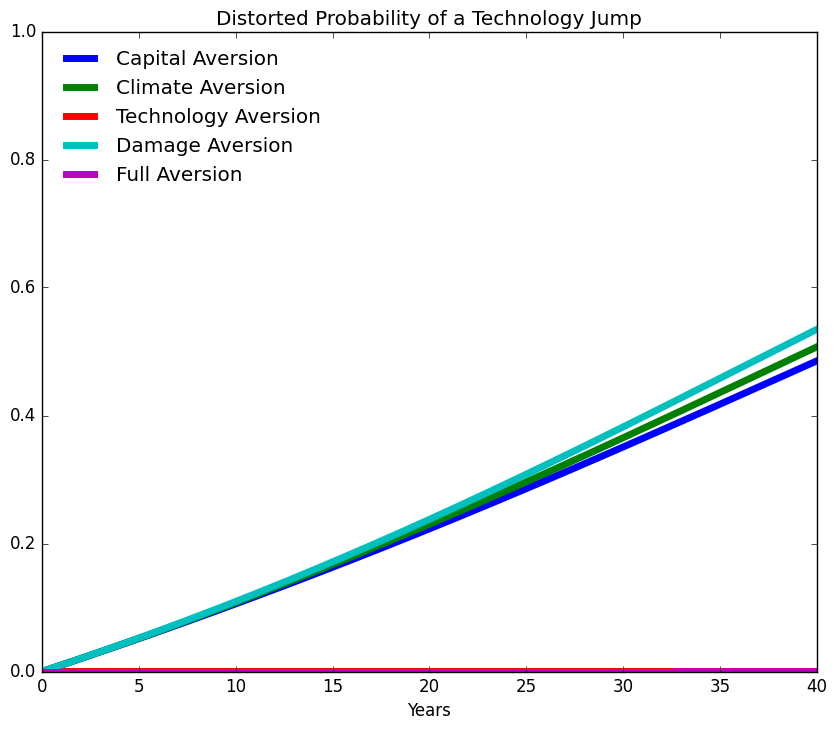 Distorted Probability of a Technology Jump
1.0
Capital Aversion
Climate Aversion
Technology Aversion
Damage Aversion
Full Aversion
0.8
0.6
0.4
0.2
0.0
0 5 10 15 20 25 30 35 40
Years